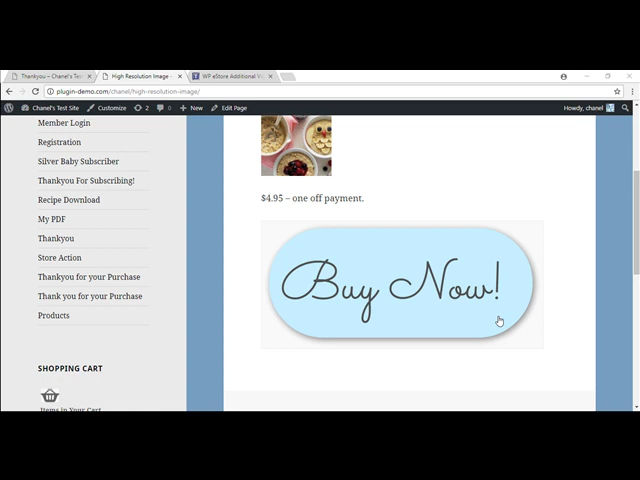 Thankyou – Chanel's Test
High Resolution Image –
WP eStore Additional Va
plugin-demo.com/chanel/high-resolution-image/
Chanel's Test Site
Customize
2
0
New
Edit Page
Howdy, chanel
Member Login
Registration
Silver Baby Subscriber
Thankyou For Subscribing!
Recipe Download
My PDF
Thankyou
Store Action
Thankyou for your Purchase
Thank you for your Purchase
Products
SHOPPING CART
Items in Your Cart
$4.95 – one off payment.
Buy Now!